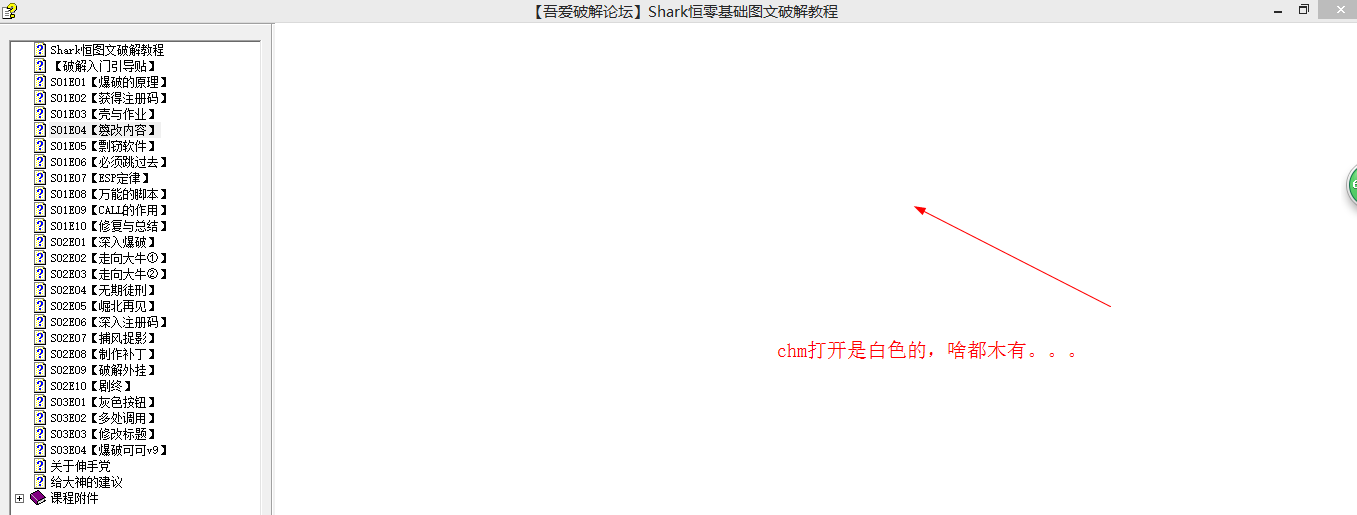 【吾爱破解论坛】Shark恒零基础图文破解教程
Shark恒图文破解教程
【破解入门引导贴】
S01E01【爆破的原理】
S01E02【获得注册码】
S01E03【壳与作业】
S01E04【篡改内容】
S01E05【剽窃软件】
S01E06【必须跳过去】
S01E07【ESP定律】
S01E08【万能的脚本】
S01E09【CALL的作用】
S01E10【修复与总结】
S02E01【深入爆破】
S02E02【走向大牛①】
S02E03【走向大牛②】
S02E04【无期徒刑】
S02E05【崛北再见】
S02E06【深入注册码】
S02E07【捕风捉影】
S02E08【制作补丁】
S02E09【破解外挂】
S02E10【剧终】
S03E01【灰色按钮】
S03E02【多处调用】
S03E03【修改标题】
S03E04【爆破可可v9】
关于伸手党
给大神的建议
课程附件
chm打开是白色的，啥都木有。。。